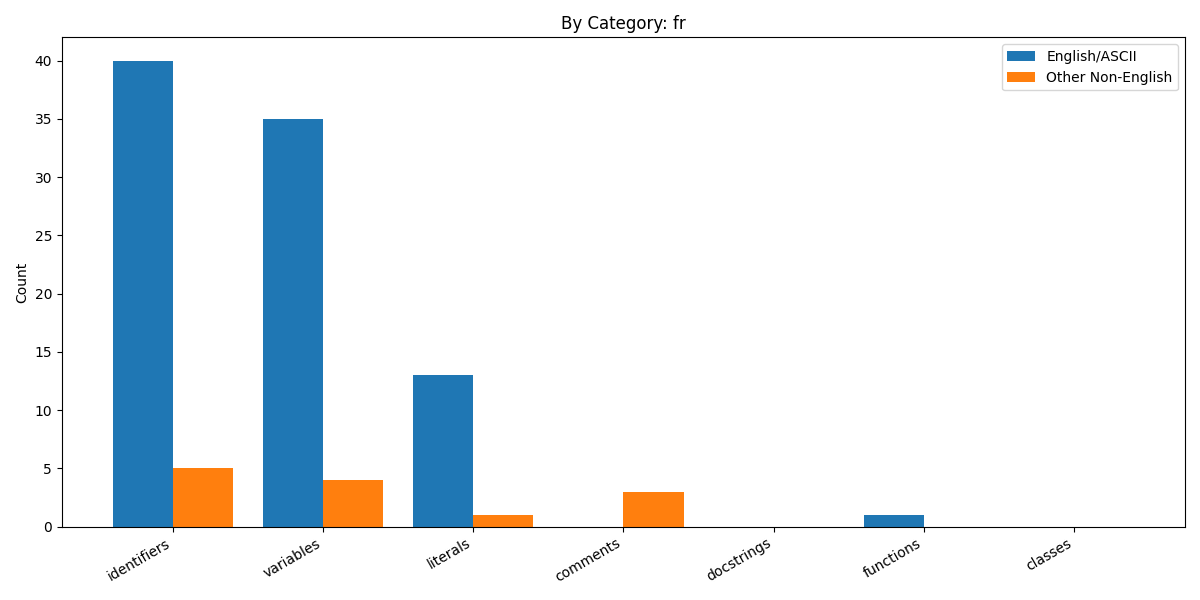 By Category: fr
English/ASCII
Other Non-English
Count
40
35
30
25
20
15
10
5
0
identifiers
variables
literals
comments
docstrings
functions
classes